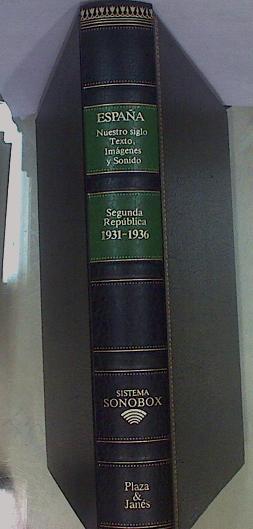 ESPAÑA
Nuestro siglo
Texto,
Imágenes
y Sonido
Segunda
República
1931-1936
SISTEMA
SONOBOX
Plaza
&
Janés